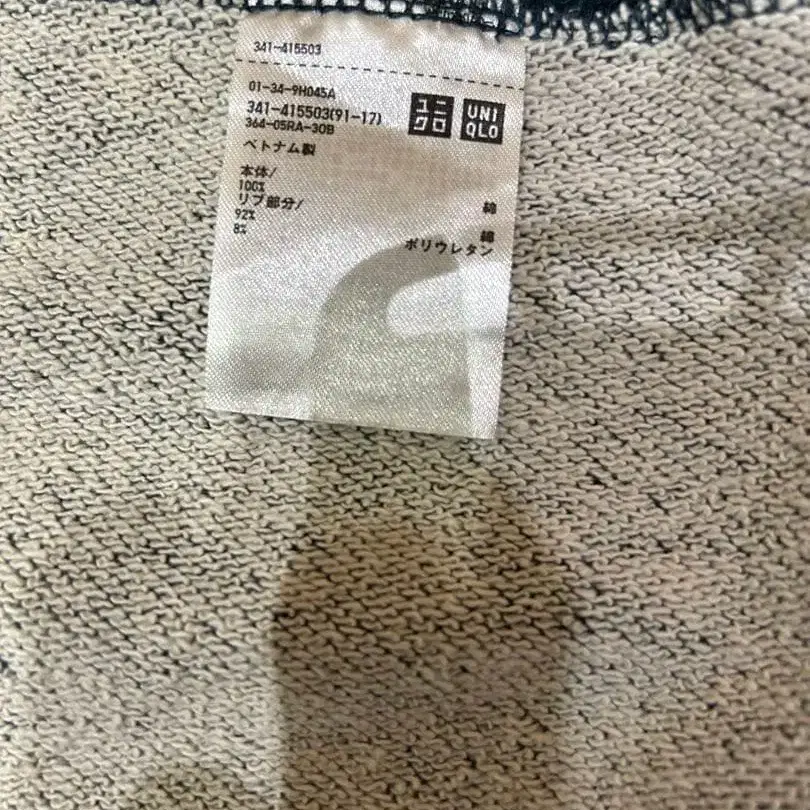 341-415503
01-34-9H045A
341-415503(91-17)
364-05RA-30B
ユニ
クロ
UNI
QLO
ベトナム製
本体/
100% 綿
リブ部分/
92% 綿
8% ポリウレタン